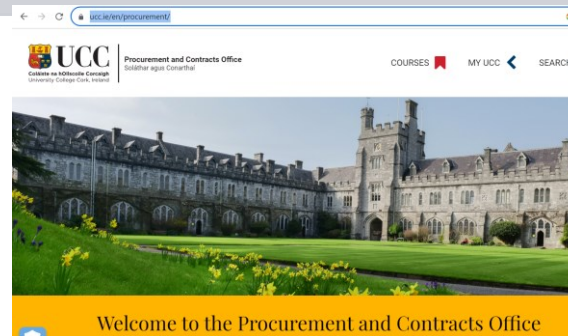 ucc.ie/en/procurement/
UCC
Coláiste na hOllscoile Corcaigh
University College Cork, Ireland
Procurement and Contracts Office
Soláthar agus Conarthaí
COURSES
MY UCC
SEARCH
Welcome to the Procurement and Contracts Office